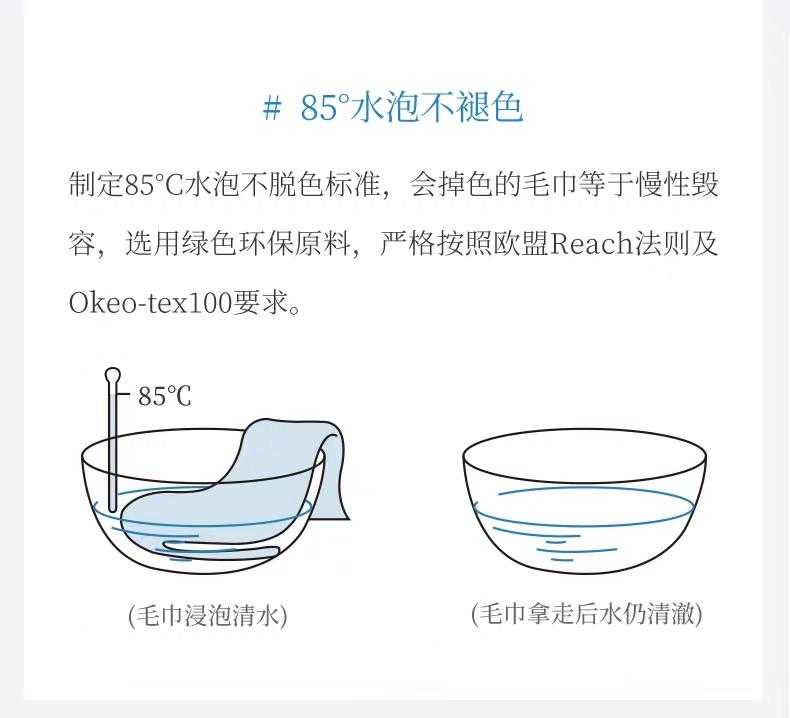 # 85°水泡不褪色
制定85°C水泡不脱色标准，会掉色的毛巾等于慢性毁
容，选用绿色环保原料，严格按照欧盟Reach法则及
Okeo-tex100要求。
85℃
(毛巾浸泡清水)
(毛巾拿走后水仍清澈)